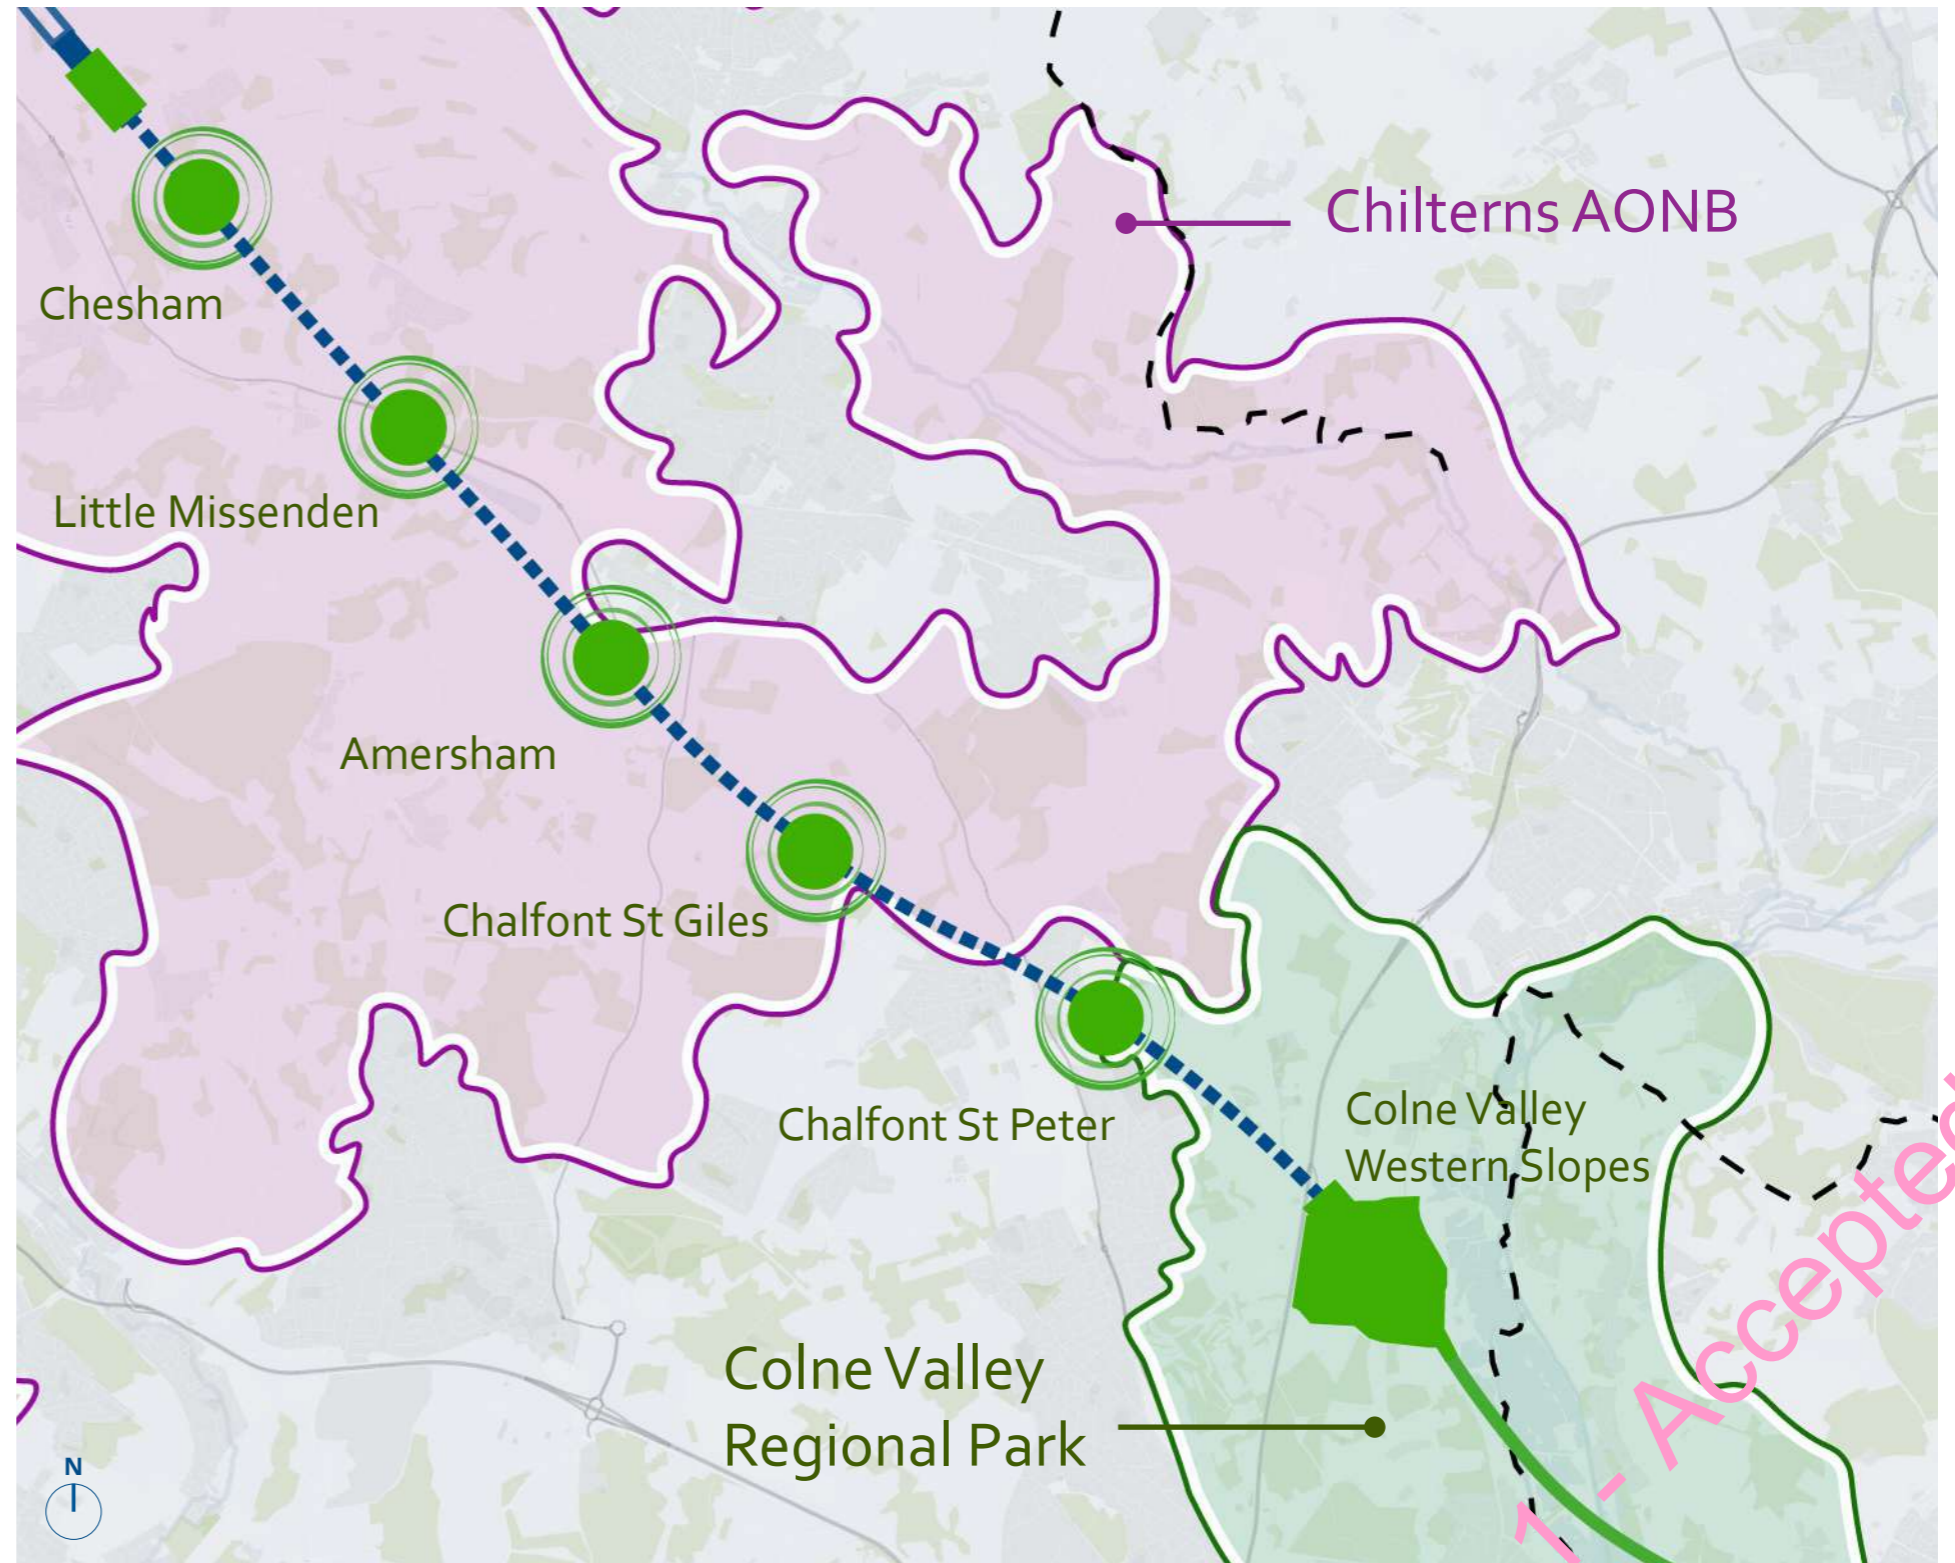 Chilterns AONB
Chesham
Little Missenden
Amersham
Chalfont St Giles
Chalfont St Peter
Colne Valley
Western Slopes
Colne Valley
Regional Park
N
1 - Accepted